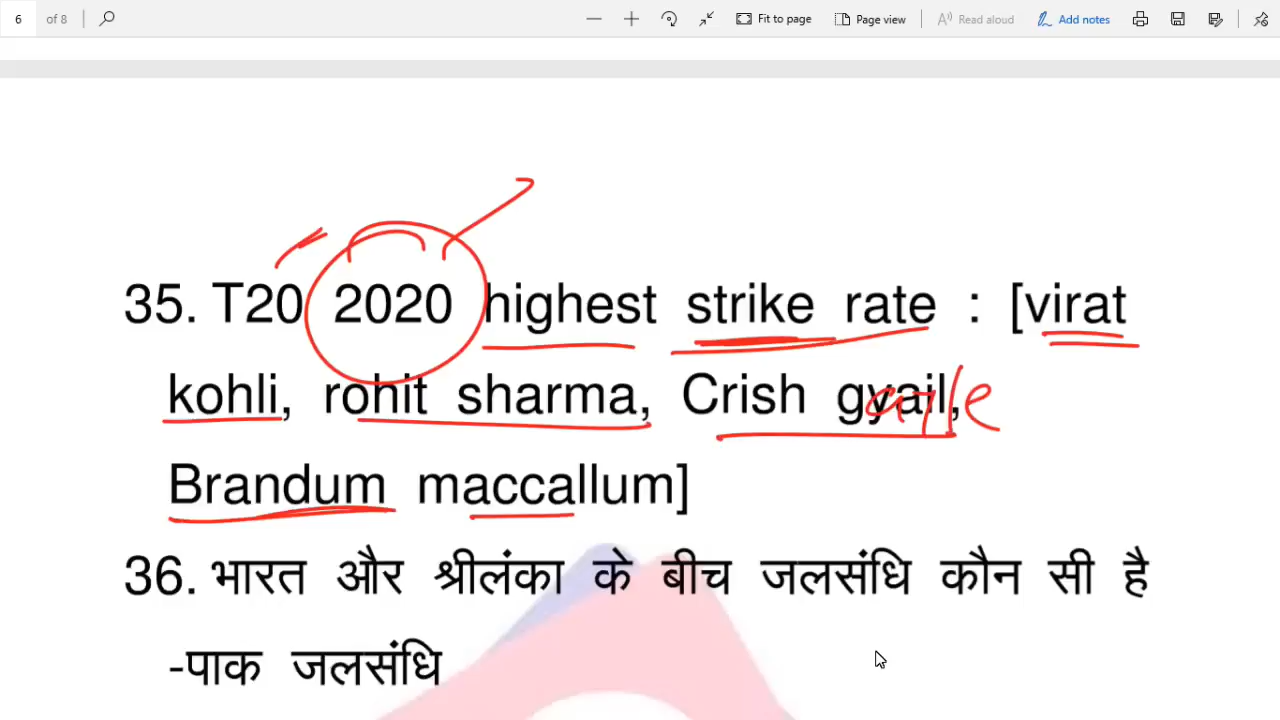 6 of 8 Fit to page Page view Read aloud Add notes
35. T20 2020 highest strike rate : [virat
kohli, rohit sharma, Crish gyail,
Brandum maccallum]
36. भारत और श्रीलंका के बीच जलसंधि कौन सी है
-पाक जलसंधि